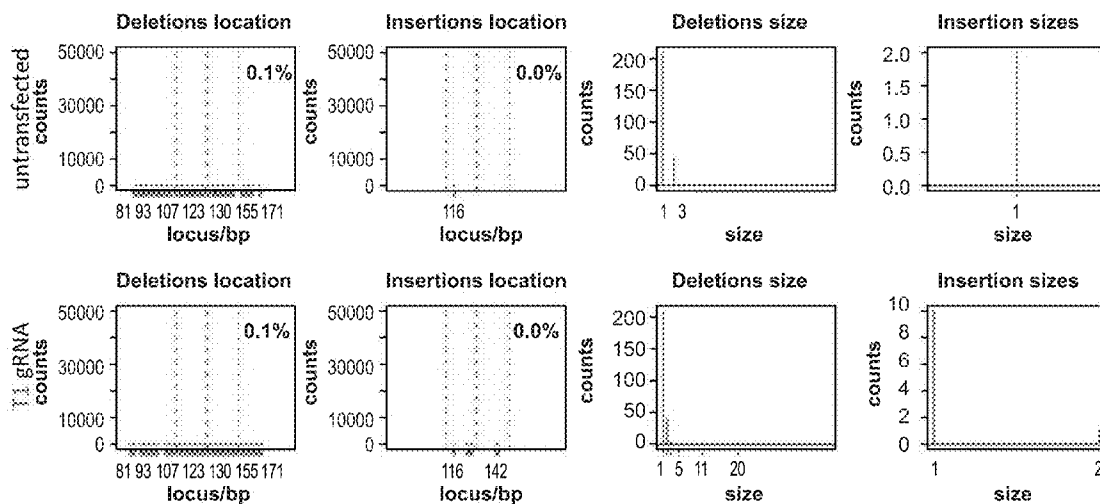 Deletions location Insertions location Deletions size Insertion sizes
untransfected
counts
50000
30000
10000
0
0.1%
81 93 107 123 130 155 171
locus/bp
counts
50000
30000
10000
0
0.0%
116
locus/bp
counts
200
150
100
50
0
1 3
size
counts
2.0
1.5
1.0
0.5
0.0
1
size
Deletions location Insertions location Deletions size Insertion sizes
T1 gRNA
counts
50000
30000
10000
0
0.1%
81 93 107 123 130 155 171
locus/bp
counts
50000
30000
10000
0
0.0%
116 142
locus/bp
counts
200
150
100
50
0
1 5 11 20
size
counts
10
8
6
4
2
0
1 2
size